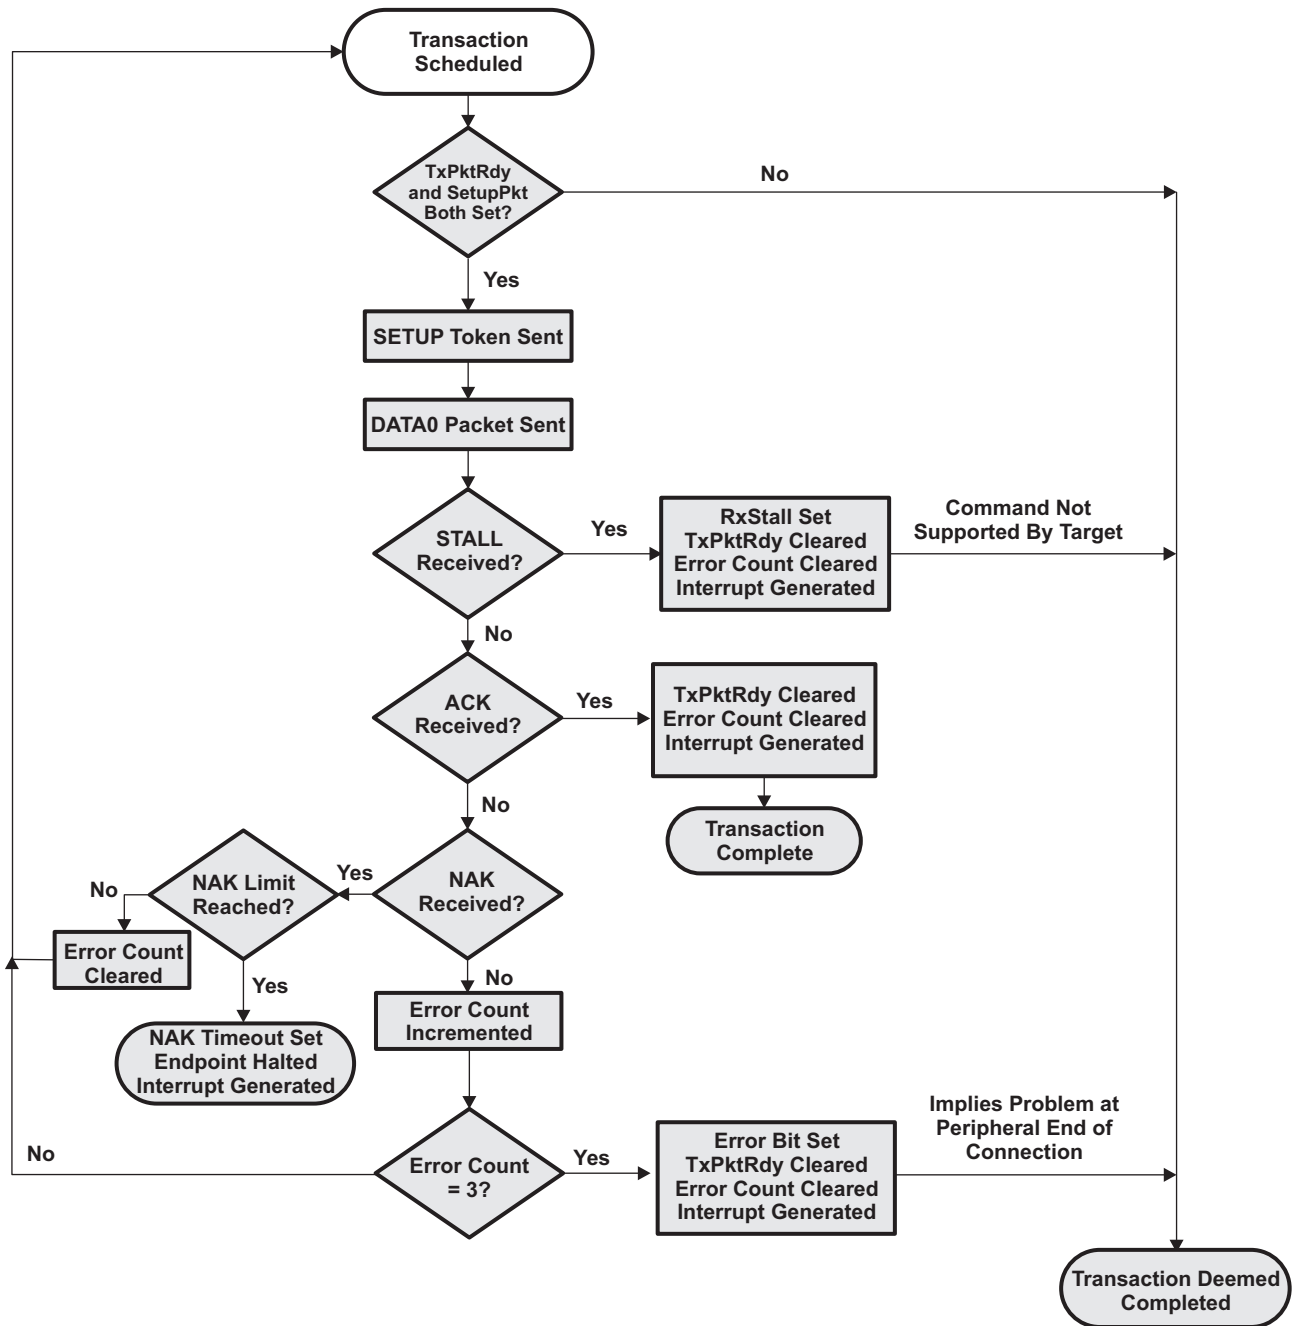 Transaction
Scheduled
TxPktRdy
and SetupPkt
Both Set?
No
Yes
SETUP Token Sent
DATA0 Packet Sent
STALL
Received?
Yes
RxStall Set
TxPktRdy Cleared
Error Count Cleared
Interrupt Generated
Command Not
Supported By Target
No
ACK
Received?
Yes
TxPktRdy Cleared
Error Count Cleared
Interrupt Generated
No
Transaction
Complete
NAK
Received?
Yes
NAK Limit
Reached?
No
Error Count
Cleared
Yes
NAK Timeout Set
Endpoint Halted
Interrupt Generated
No
Error Count
Incremented
Error Count
= 3?
No
Yes
Error Bit Set
TxPktRdy Cleared
Error Count Cleared
Interrupt Generated
Implies Problem at
Peripheral End of
Connection
Transaction Deemed
Completed